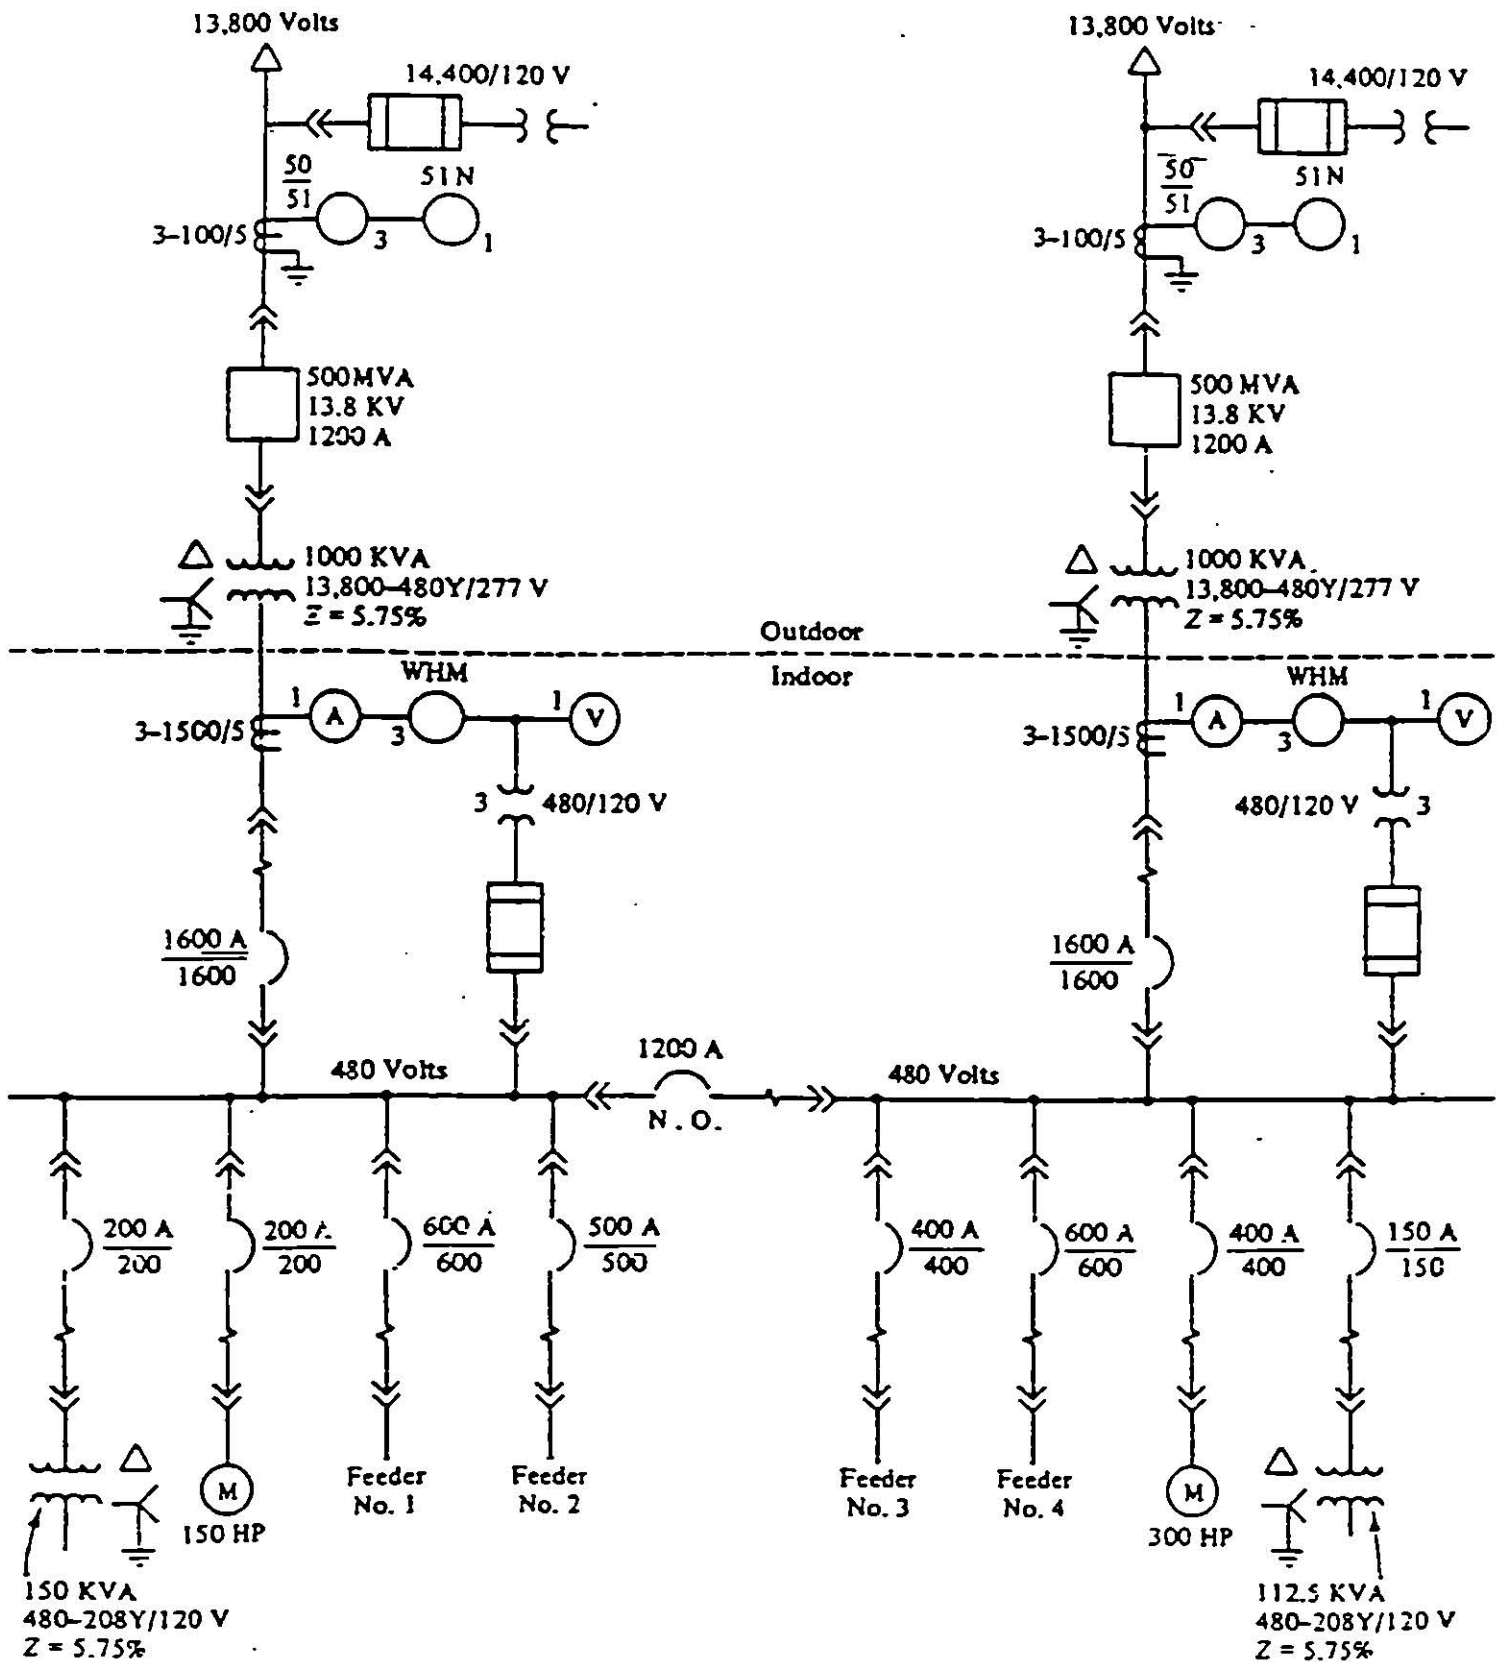 13,800 Volts
14,400/120 V
50
51
51N
3-100/5
3
1
500MVA
13.8 KV
1200 A
1000 KVA
13,800-480Y/277 V
Z = 5.75%
13,800 Volts
14,400/120 V
50
51
51N
3-100/5
3
1
500 MVA
13.8 KV
1200 A
1000 KVA
13,800-480Y/277 V
Z = 5.75%
Outdoor
Indoor
WHM
1
A
3
1
V
3-1500/5
3
480/120 V
1600 A
1600
WHM
1
A
3
1
V
3-1500/5
480/120 V
3
1600 A
1600
480 Volts
1200 A
N.O.
480 Volts
200 A
200
200 A
200
600 A
600
500 A
500
400 A
400
600 A
600
400 A
400
150 A
150
150 KVA
480-208Y/120 V
Z = 5.75%
M
150 HP
Feeder
No. 1
Feeder
No. 2
Feeder
No. 3
Feeder
No. 4
M
300 HP
112.5 KVA
480-208Y/120 V
Z = 5.75%